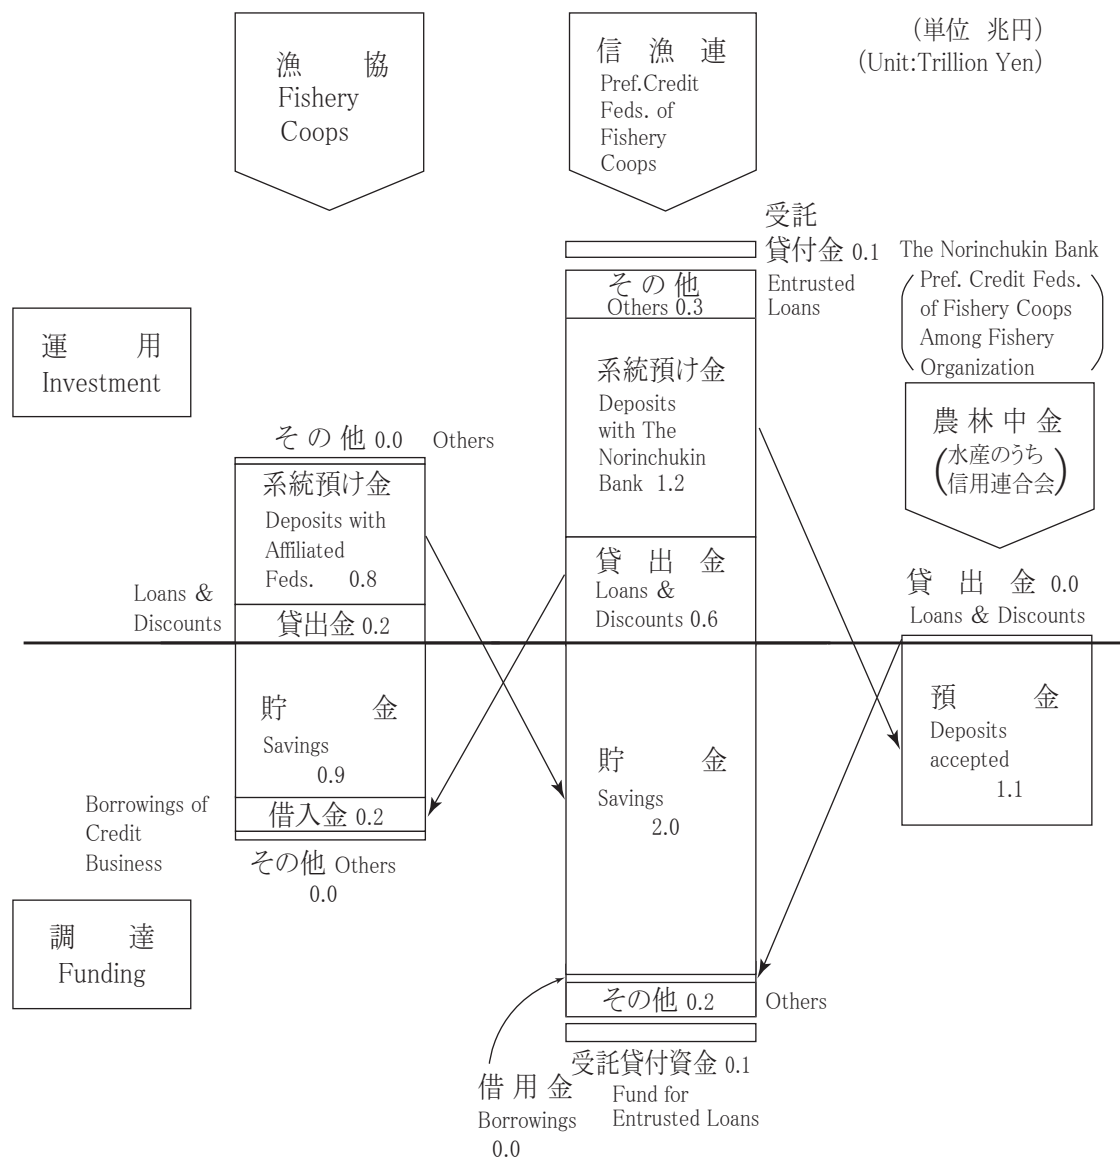 漁協
Fishery
Coops
信漁連
Pref.Credit
Feds. of
Fishery
Coops
(単位 兆円)
(Unit:Trillion Yen)
運用
Investment
その他 0.0 Others
系統預け金
Deposits with
Affiliated
Feds. 0.8
Loans &
Discounts
貸出金 0.2
貯金
Savings
0.9
Borrowings of
Credit
Business
借入金 0.2
その他 Others
0.0
調達
Funding
受託
貸付金 0.1
Entrusted
Loans
その他
Others 0.3
系統預け金
Deposits
with The
Norinchukin
Bank 1.2
貸出金
Loans &
Discounts 0.6
貯金
Savings
2.0
その他 0.2 Others
受託貸付資金 0.1
Fund for
Entrusted Loans
借用金
Borrowings
0.0
The Norinchukin Bank
(Pref. Credit Feds.
of Fishery Coops
Among Fishery
Organization)
農林中金
(水産のうち
信用連合会)
貸出金 0.0
Loans & Discounts
預金
Deposits
accepted
1.1